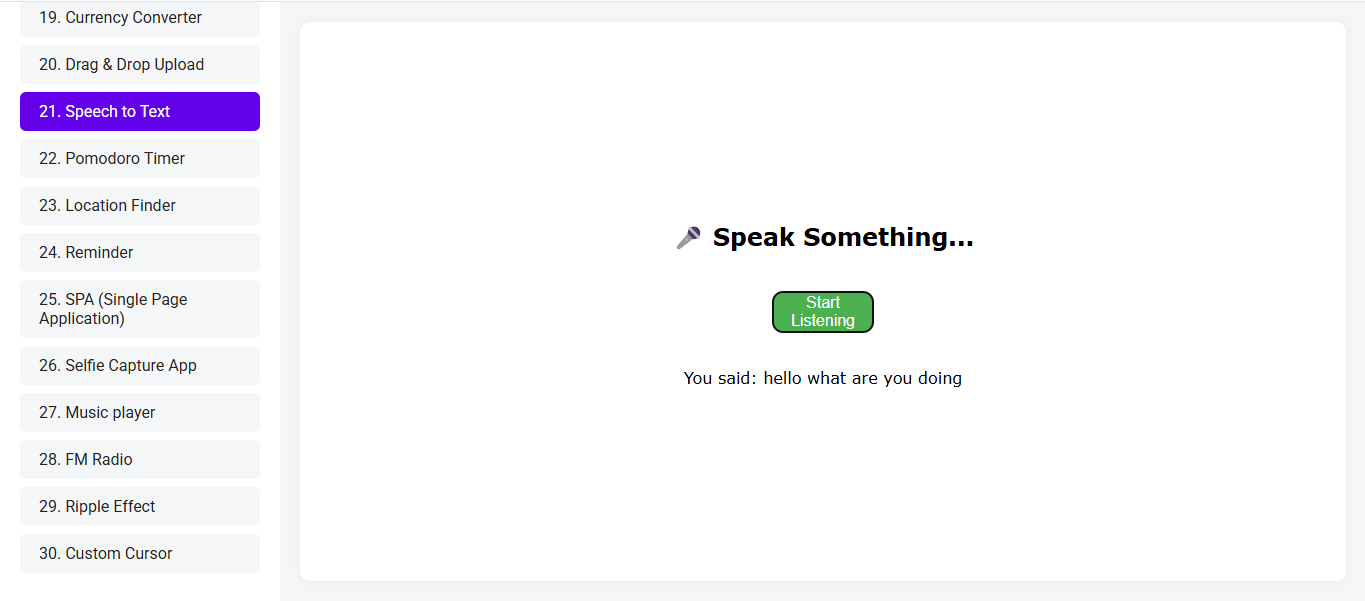 19. Currency Converter
20. Drag & Drop Upload
21. Speech to Text
22. Pomodoro Timer
23. Location Finder
24. Reminder
25. SPA (Single Page
Application)
26. Selfie Capture App
27. Music player
28. FM Radio
29. Ripple Effect
30. Custom Cursor
🎤 Speak Something...
Start
Listening
You said: hello what are you doing